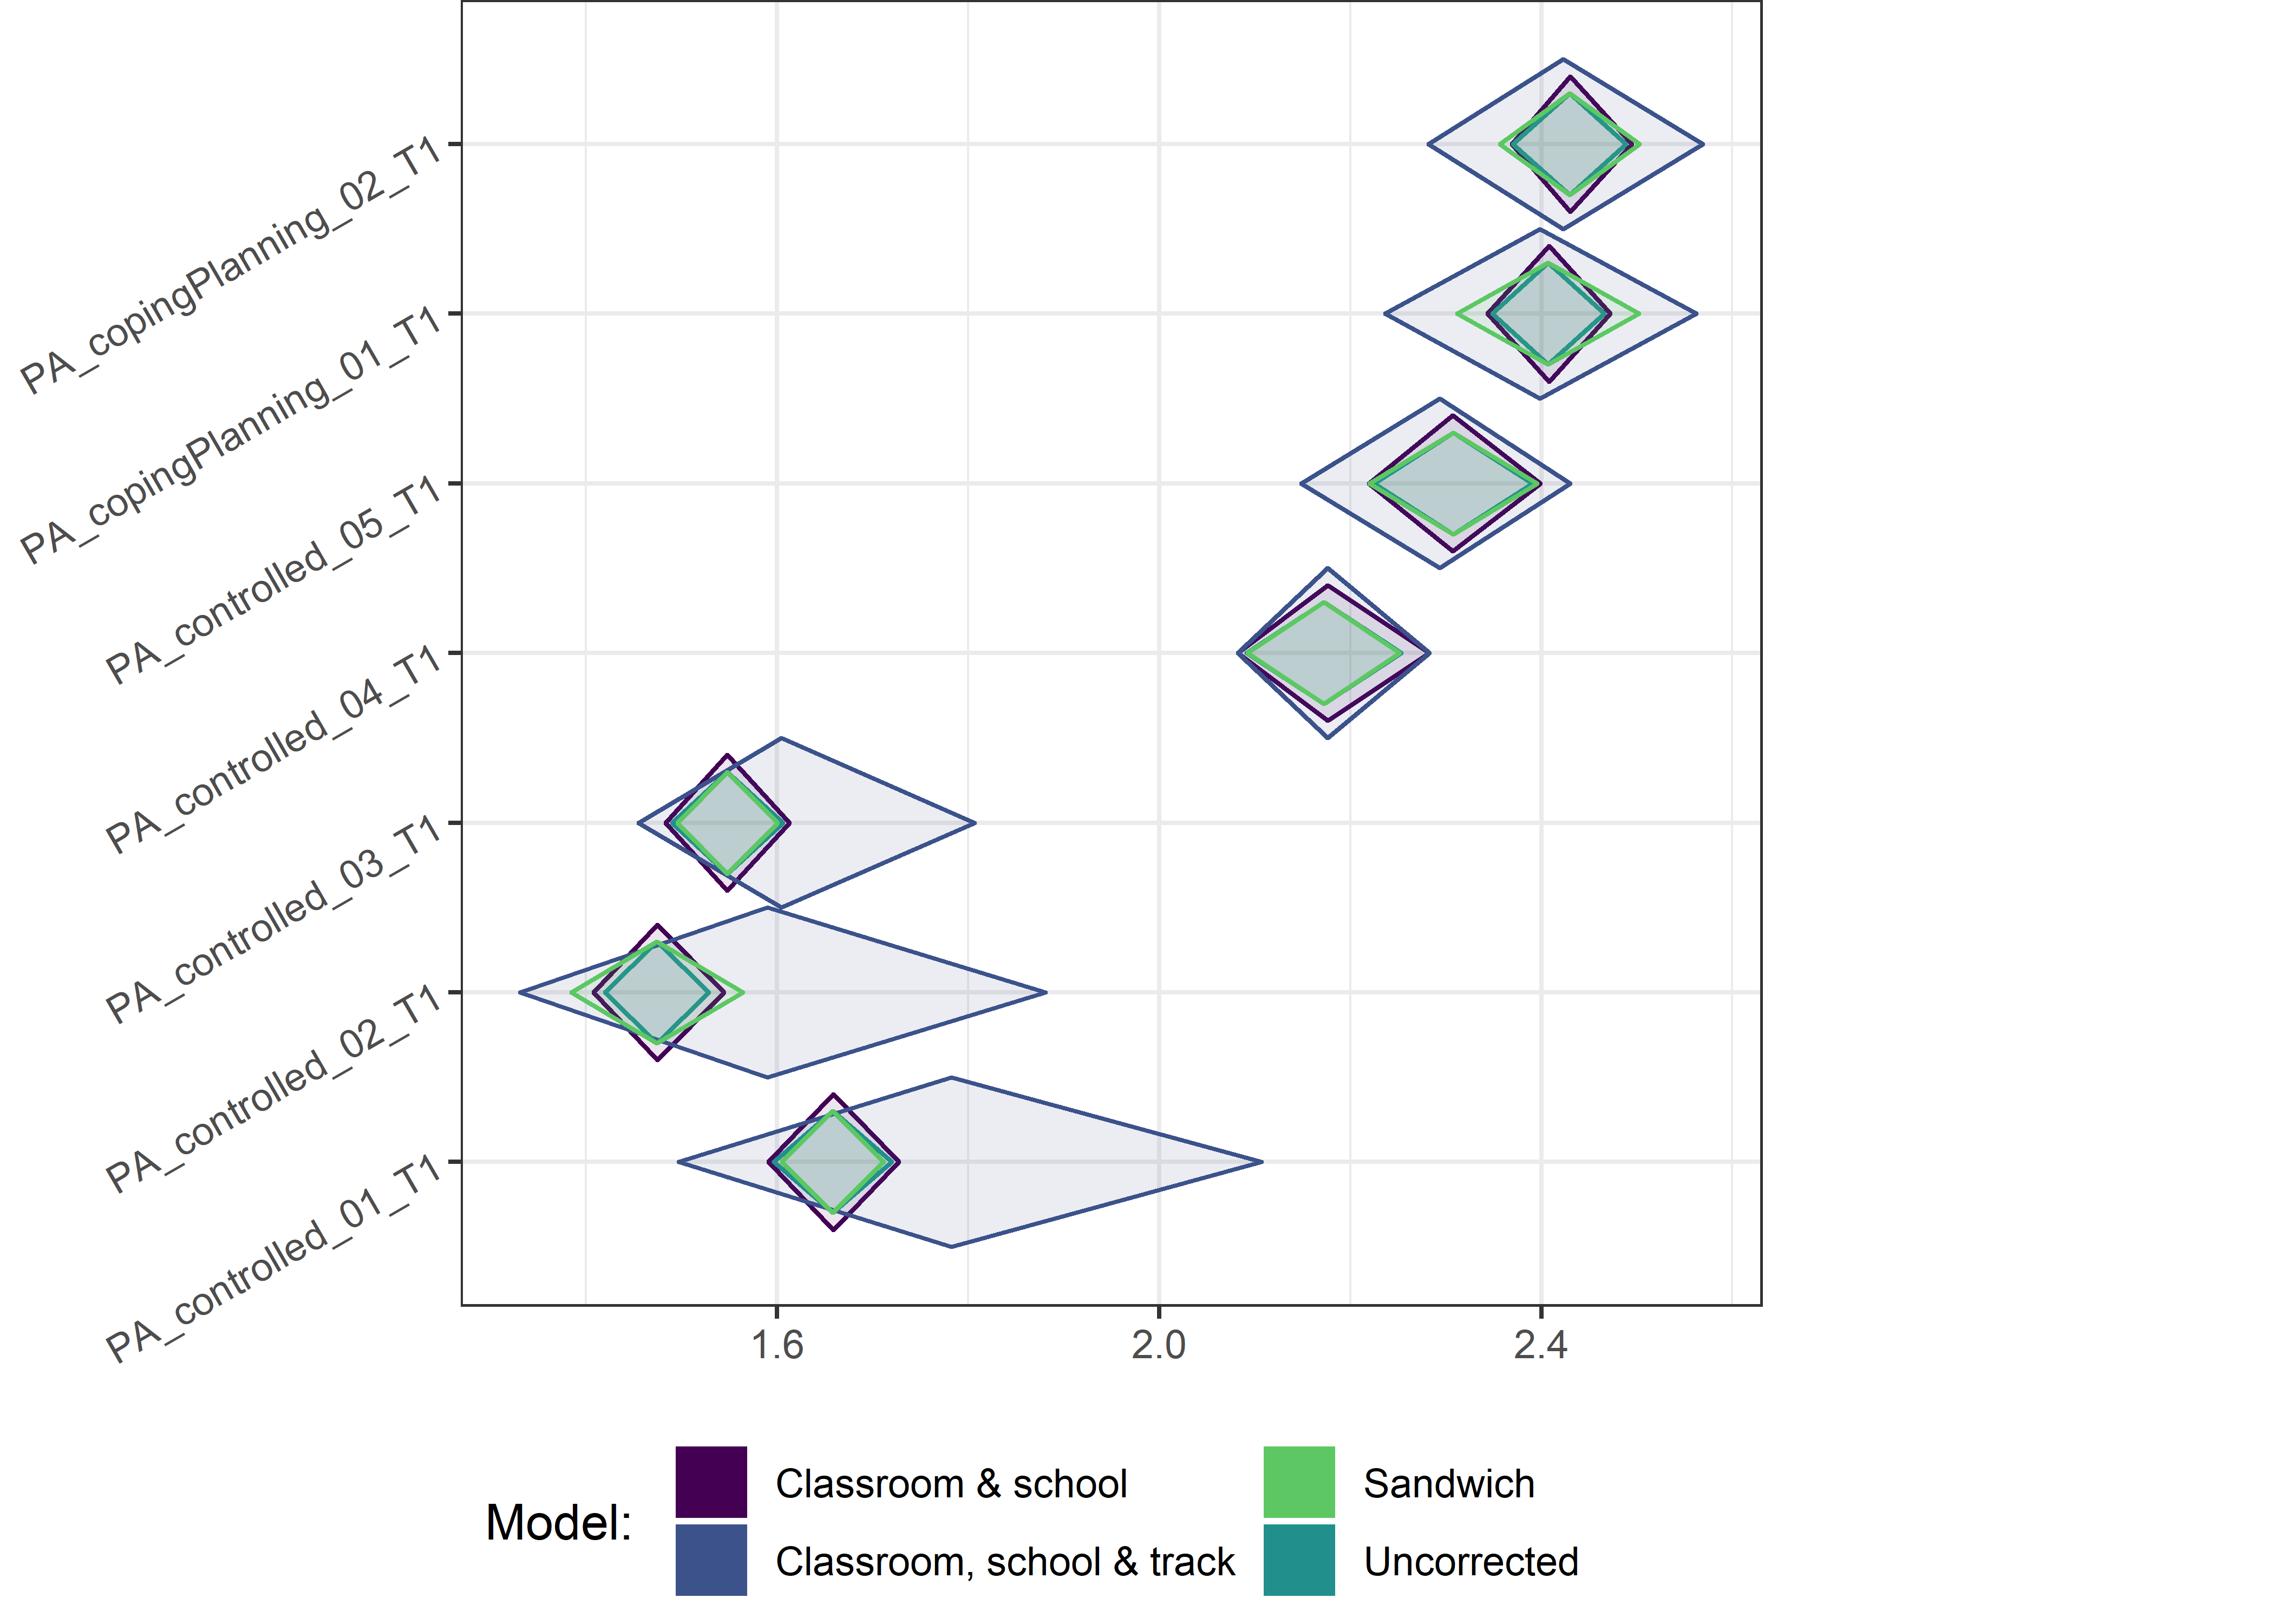 PA_copingPlanning_02_T1
PA_copingPlanning_01_T1
PA_controlled_05_T1
PA_controlled_04_T1
PA_controlled_03_T1
PA_controlled_02_T1
PA_controlled_01_T1
1.6 2.0 2.4
Model:
Classroom & school
Classroom, school & track
Sandwich
Uncorrected